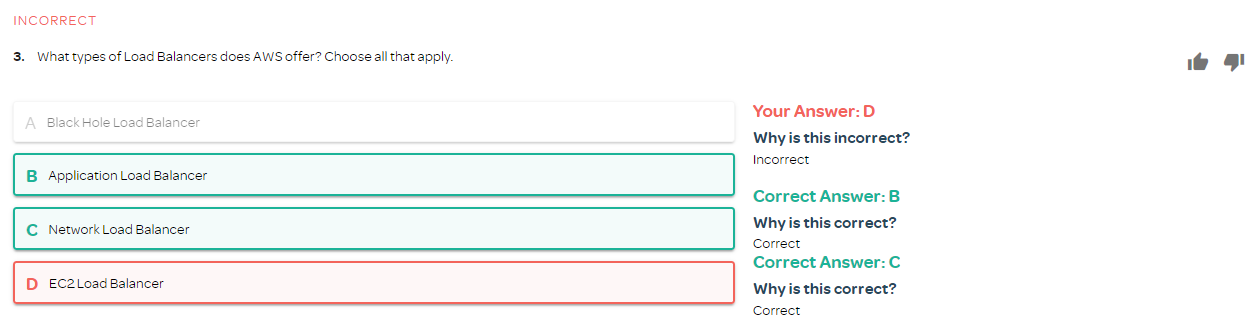 INCORRECT
3. What types of Load Balancers does AWS offer? Choose all that apply.
A Black Hole Load Balancer
B Application Load Balancer
C Network Load Balancer
D EC2 Load Balancer
Your Answer: D
Why is this incorrect?
Incorrect
Correct Answer: B
Why is this correct?
Correct
Correct Answer: C
Why is this correct?
Correct